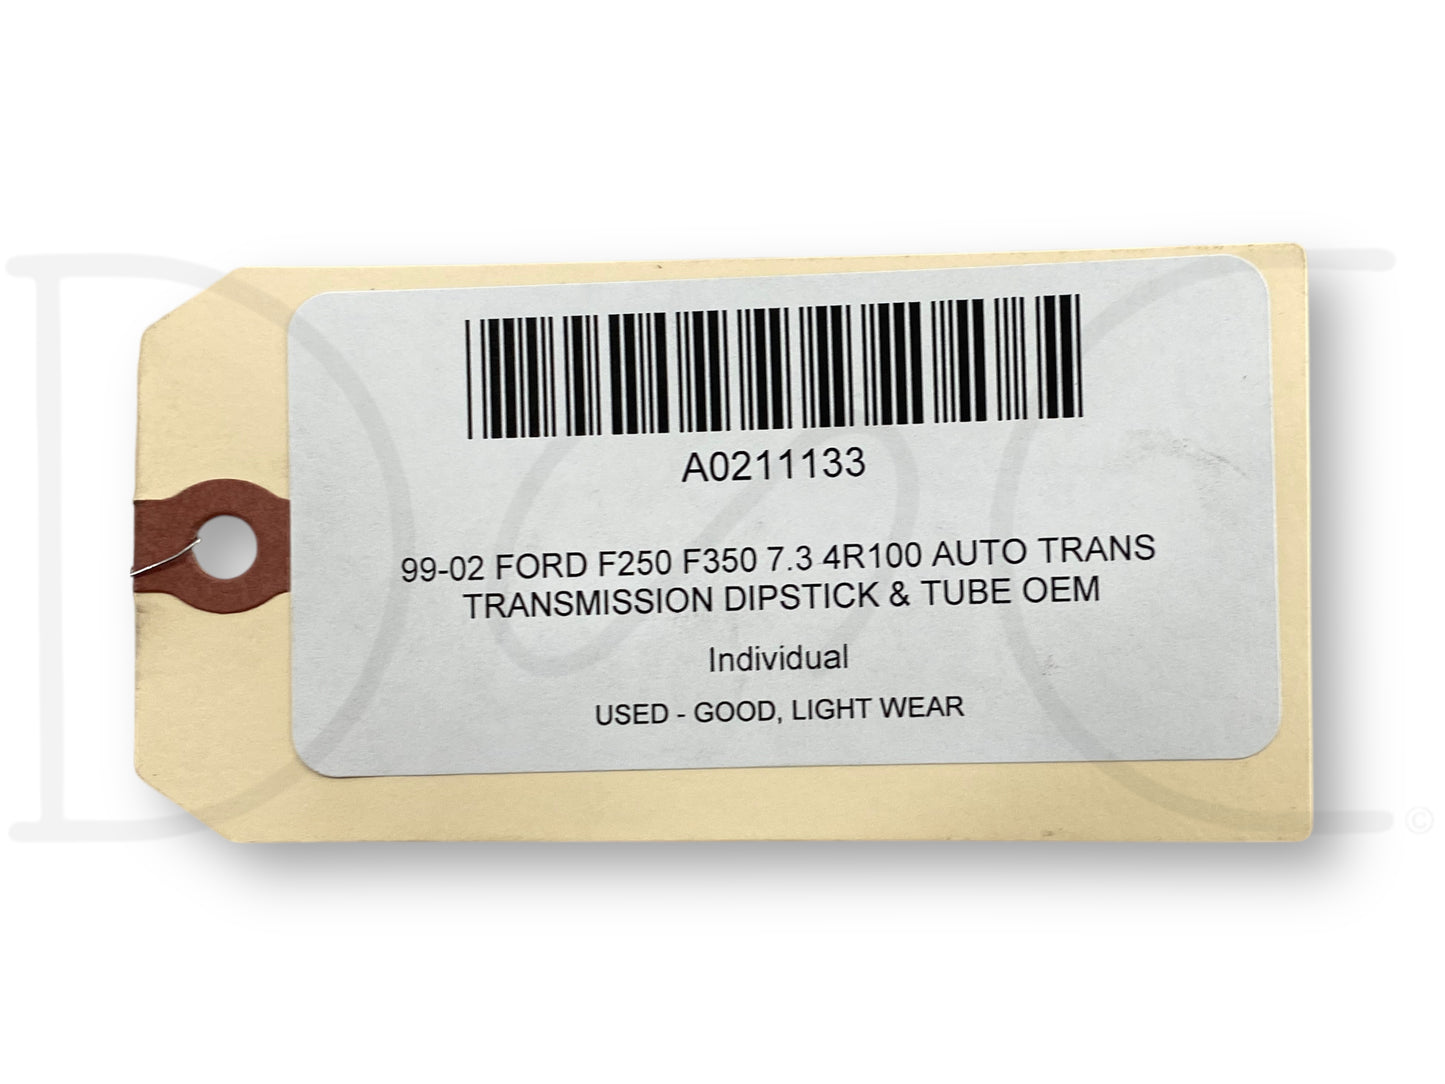 A0211133
99-02 FORD F250 F350 7.3 4R100 AUTO TRANS
TRANSMISSION DIPSTICK & TUBE OEM
Individual
USED - GOOD, LIGHT WEAR
D&C ©